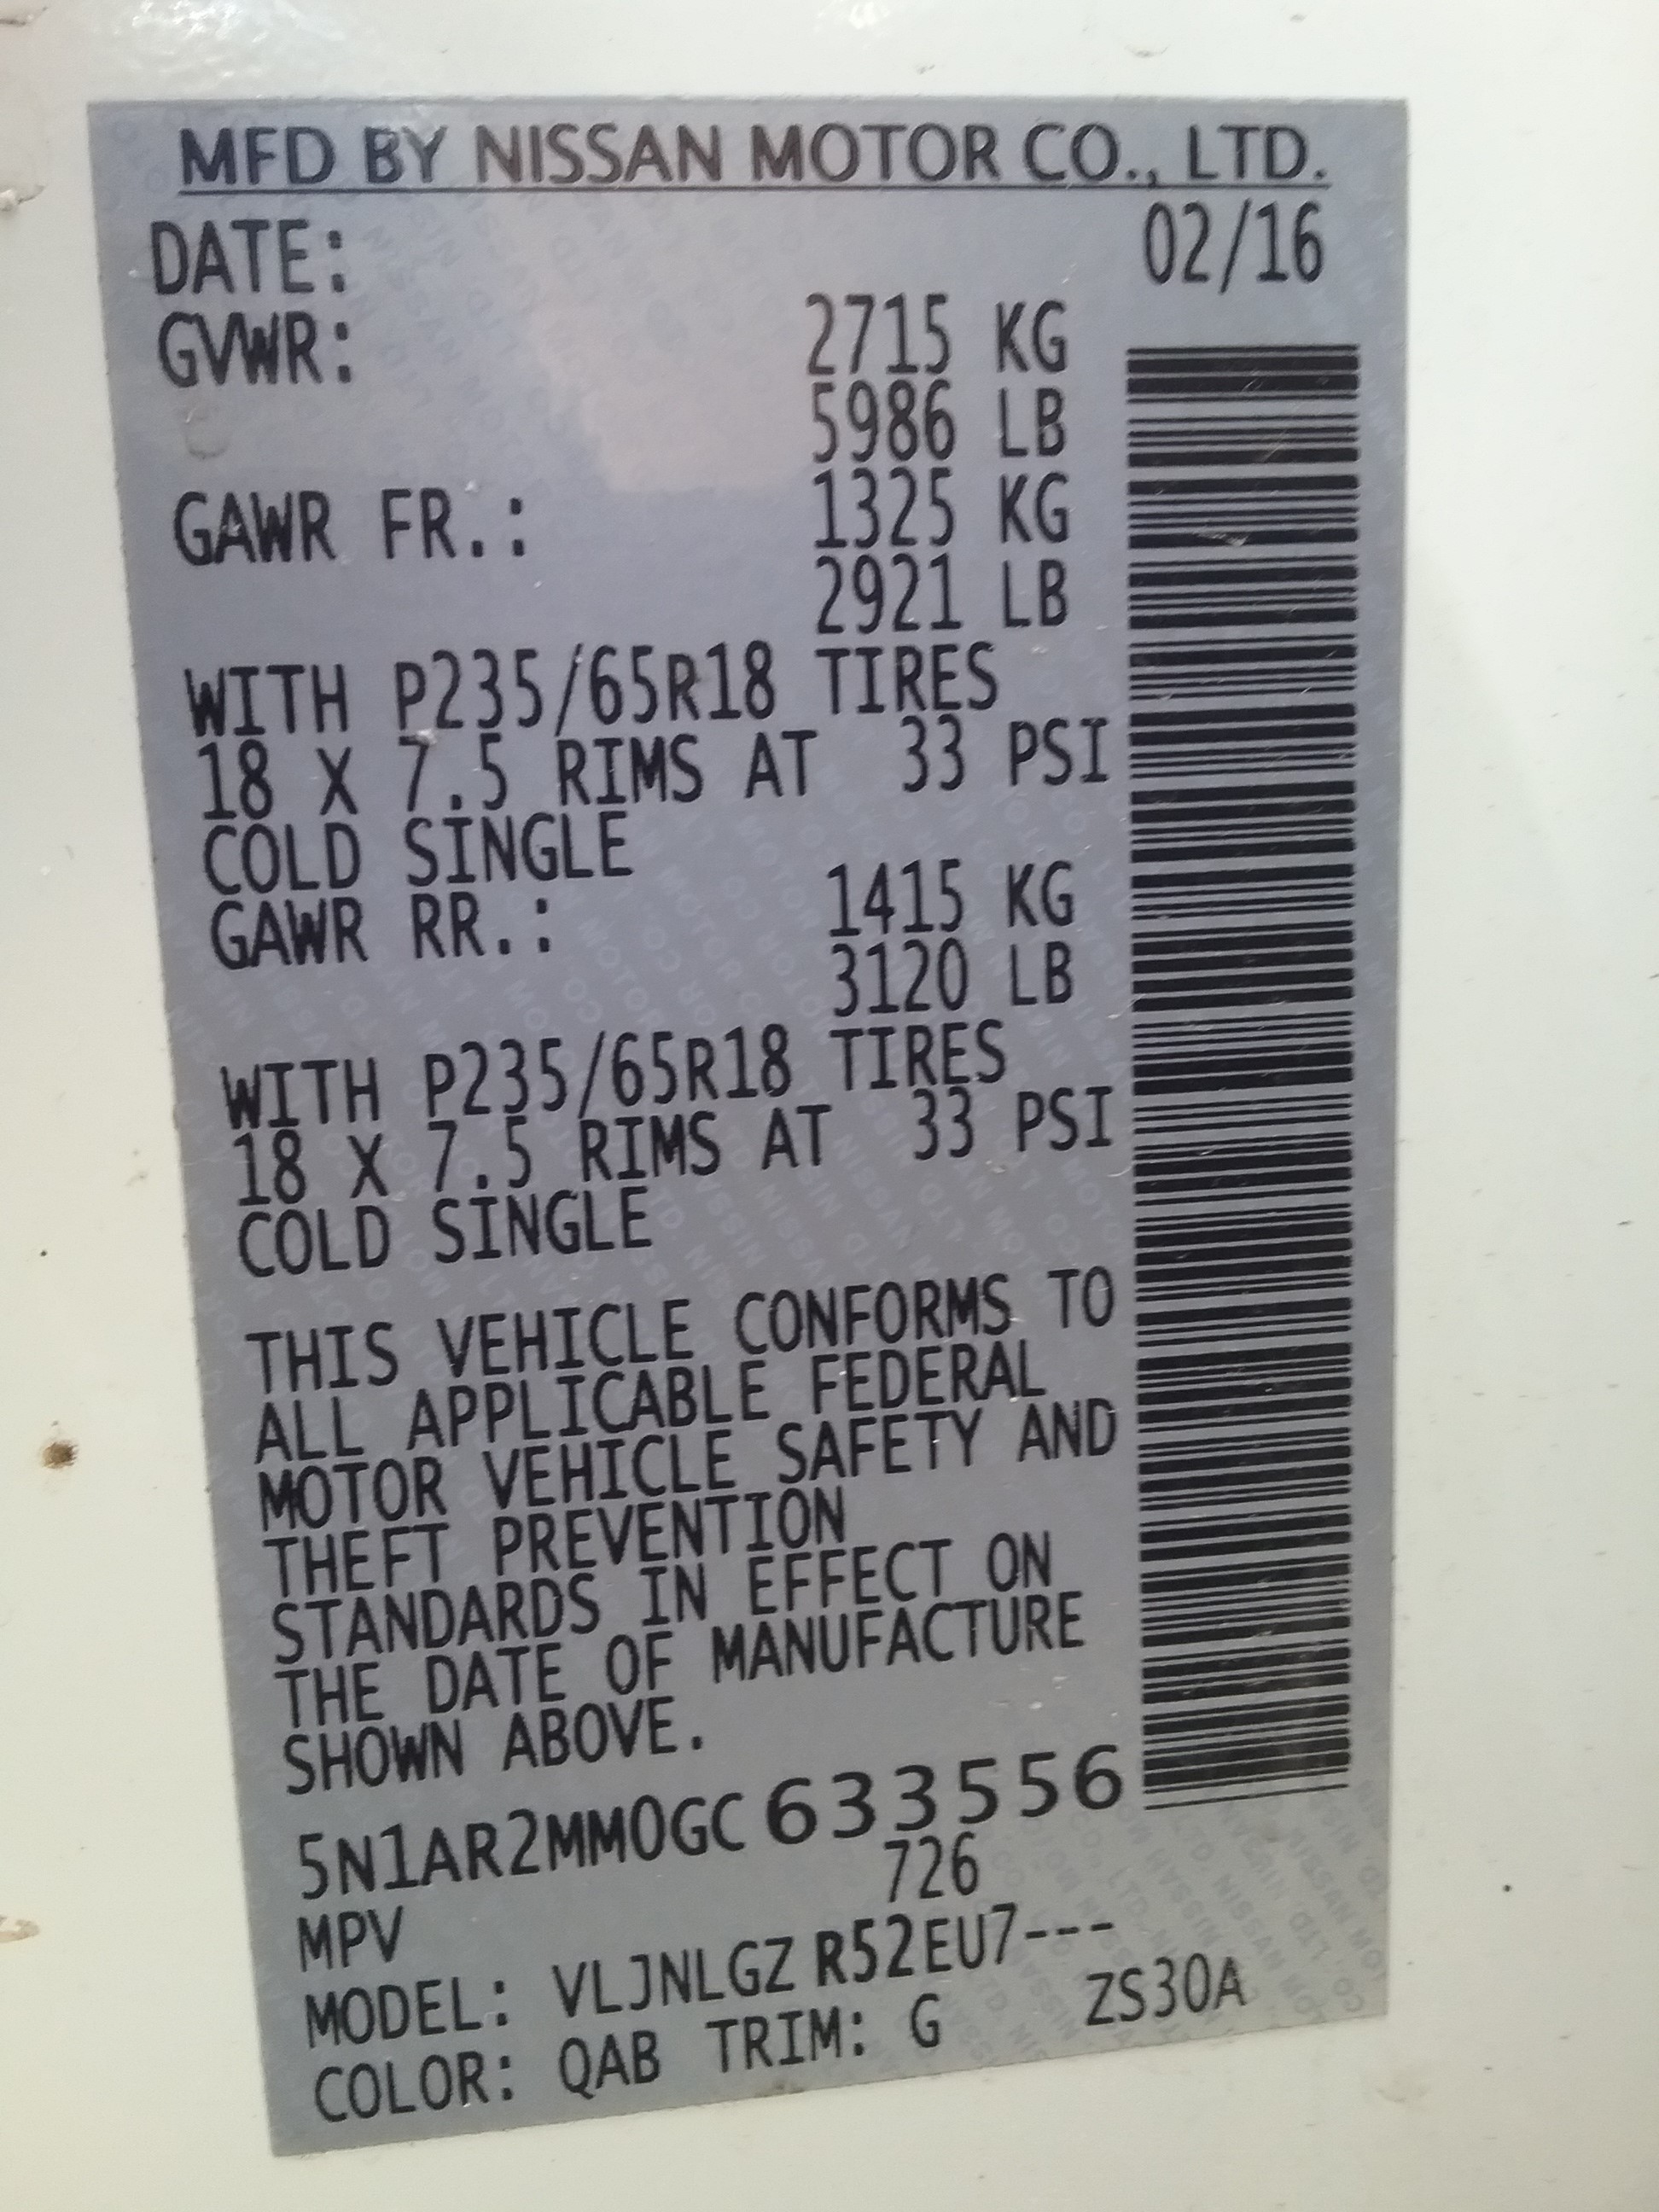 MFD BY NISSAN MOTOR CO., LTD.
DATE: 02/16
GVWR: 2715 KG
5986 LB
GAWR FR.: 1325 KG
2921 LB
WITH P235/65R18 TIRES
18 X 7.5 RIMS AT 33 PSI
COLD SINGLE
GAWR RR.: 1415 KG
3120 LB
WITH P235/65R18 TIRES
18 X 7.5 RIMS AT 33 PSI
COLD SINGLE
THIS VEHICLE CONFORMS TO
ALL APPLICABLE FEDERAL
MOTOR VEHICLE SAFETY AND
THEFT PREVENTION
STANDARDS IN EFFECT ON
THE DATE OF MANUFACTURE
SHOWN ABOVE.
5N1AR2MM0GC633556
726
MPV
MODEL: VLJNLGZ R52EU7---
COLOR: QAB TRIM: G ZS30A